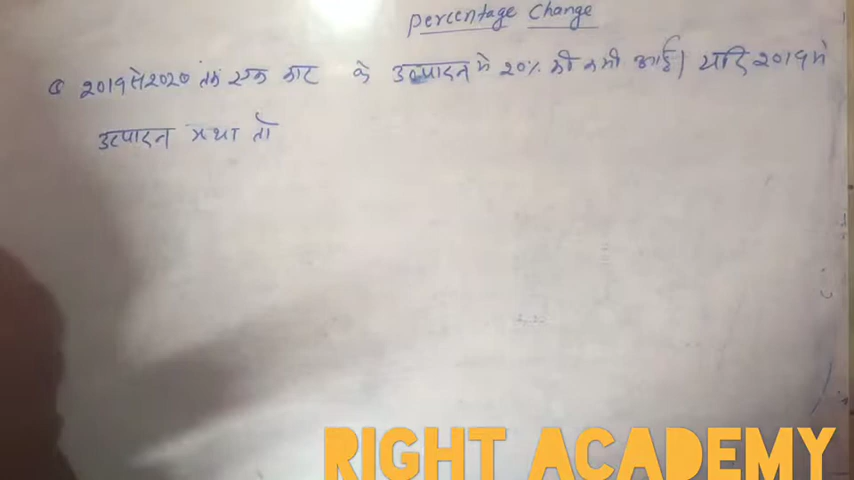 Percentage Change
Q 2019 से 2020 तक एक कार के उत्पादन मे 20% की कमी आई। यदि 2019 मे
उत्पादन x था तो
RIGHT ACADEMY